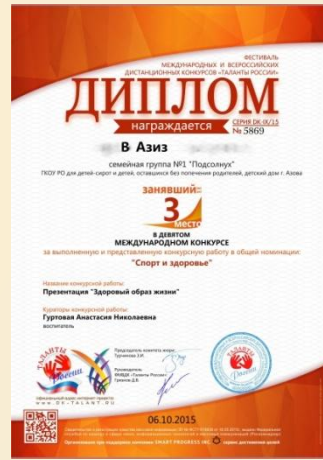 ФЕСТИВАЛЬ
МЕЖДУНАРОДНЫХ И ВСЕРОССИЙСКИХ
ДИСТАНЦИОННЫХ КОНКУРСОВ «ТАЛАНТЫ РОССИИ»
ДИПЛОМ
награждается
СЕРИЯ DK-IX/15
№ 5869
В Азиз
семейная группа №1 "Подсолнух"
ГКОУ РО для детей-сирот и детей, оставшихся без попечения родителей, детский дом г. Азова
занявший
3 место
В ДЕВЯТОМ
МЕЖДУНАРОДНОМ КОНКУРСЕ
за выполненную и представленную конкурсную работу в общей номинации:
"Спорт и здоровье"
Название конкурсной работы:
Презентация "Здоровый образ жизни"
Кураторы конкурсной работы:
Гуртовая Анастасия Николаевна
воспитатель
ТАЛАНТЫ
России
Председатель комитета жюри:
06.10.2015